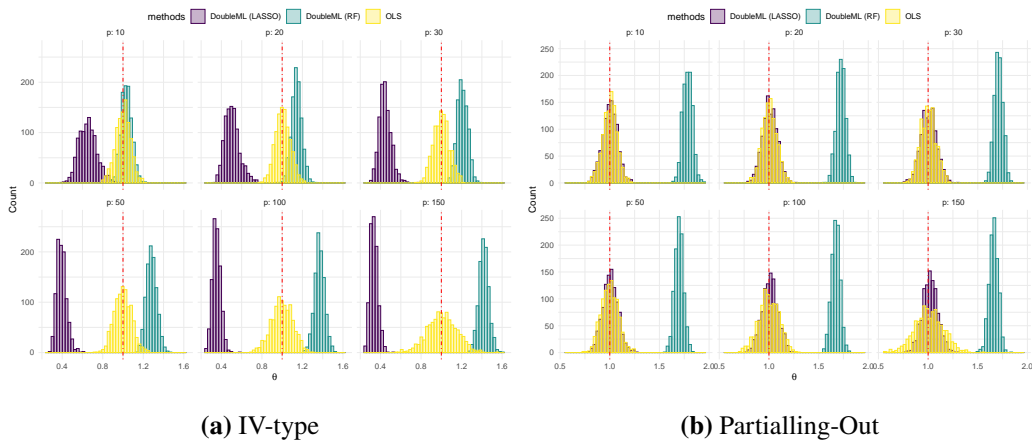 methods DoubleML (LASSO) DoubleML (RF) OLS
p: 10 p: 20 p: 30
200
100
0
p: 50 p: 100 p: 150
200
100
0
0.4 0.8 1.2 1.6 0.4 0.8 1.2 1.6 0.4 0.8 1.2 1.6
Count
θ
(a) IV-type
methods DoubleML (LASSO) DoubleML (RF) OLS
p: 10 p: 20 p: 30
250
200
150
100
50
0
p: 50 p: 100 p: 150
250
200
150
100
50
0
0.5 1.0 1.5 2.0 0.5 1.0 1.5 2.0 0.5 1.0 1.5 2.0
Count
θ
(b) Partialling-Out